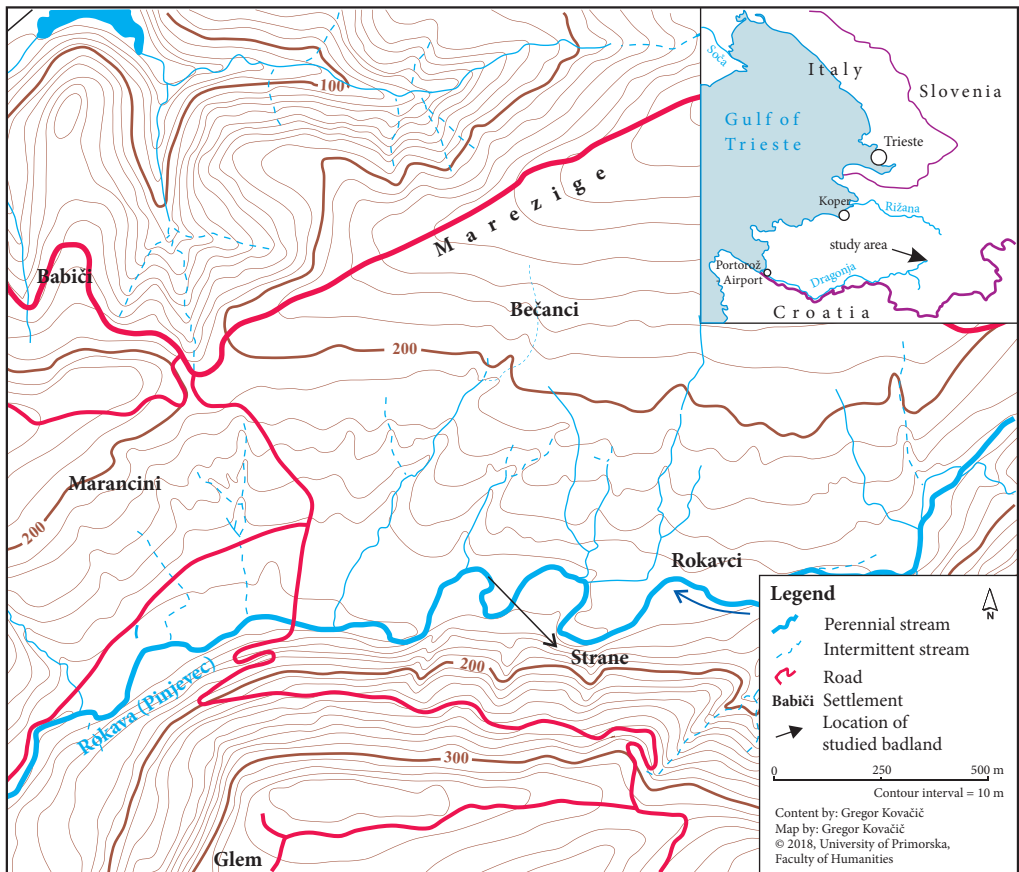 100
Marezige
Babiči
Bečanci
200
Marancini
200
Rokavci
Strane
200
Rokava (Pinjevec)
300
Glem
Soča
Italy
Slovenia
Gulf of
Trieste
Trieste
Koper
Rižana
study area
Portorož
Airport
Dragonja
Croatia
Legend
N
Perennial stream
Intermittent stream
Road
Babiči Settlement
Location of
studied badland
0 250 500 m
Contour interval = 10 m
Content by: Gregor Kovačič
Map by: Gregor Kovačič
© 2018, University of Primorska,
Faculty of Humanities